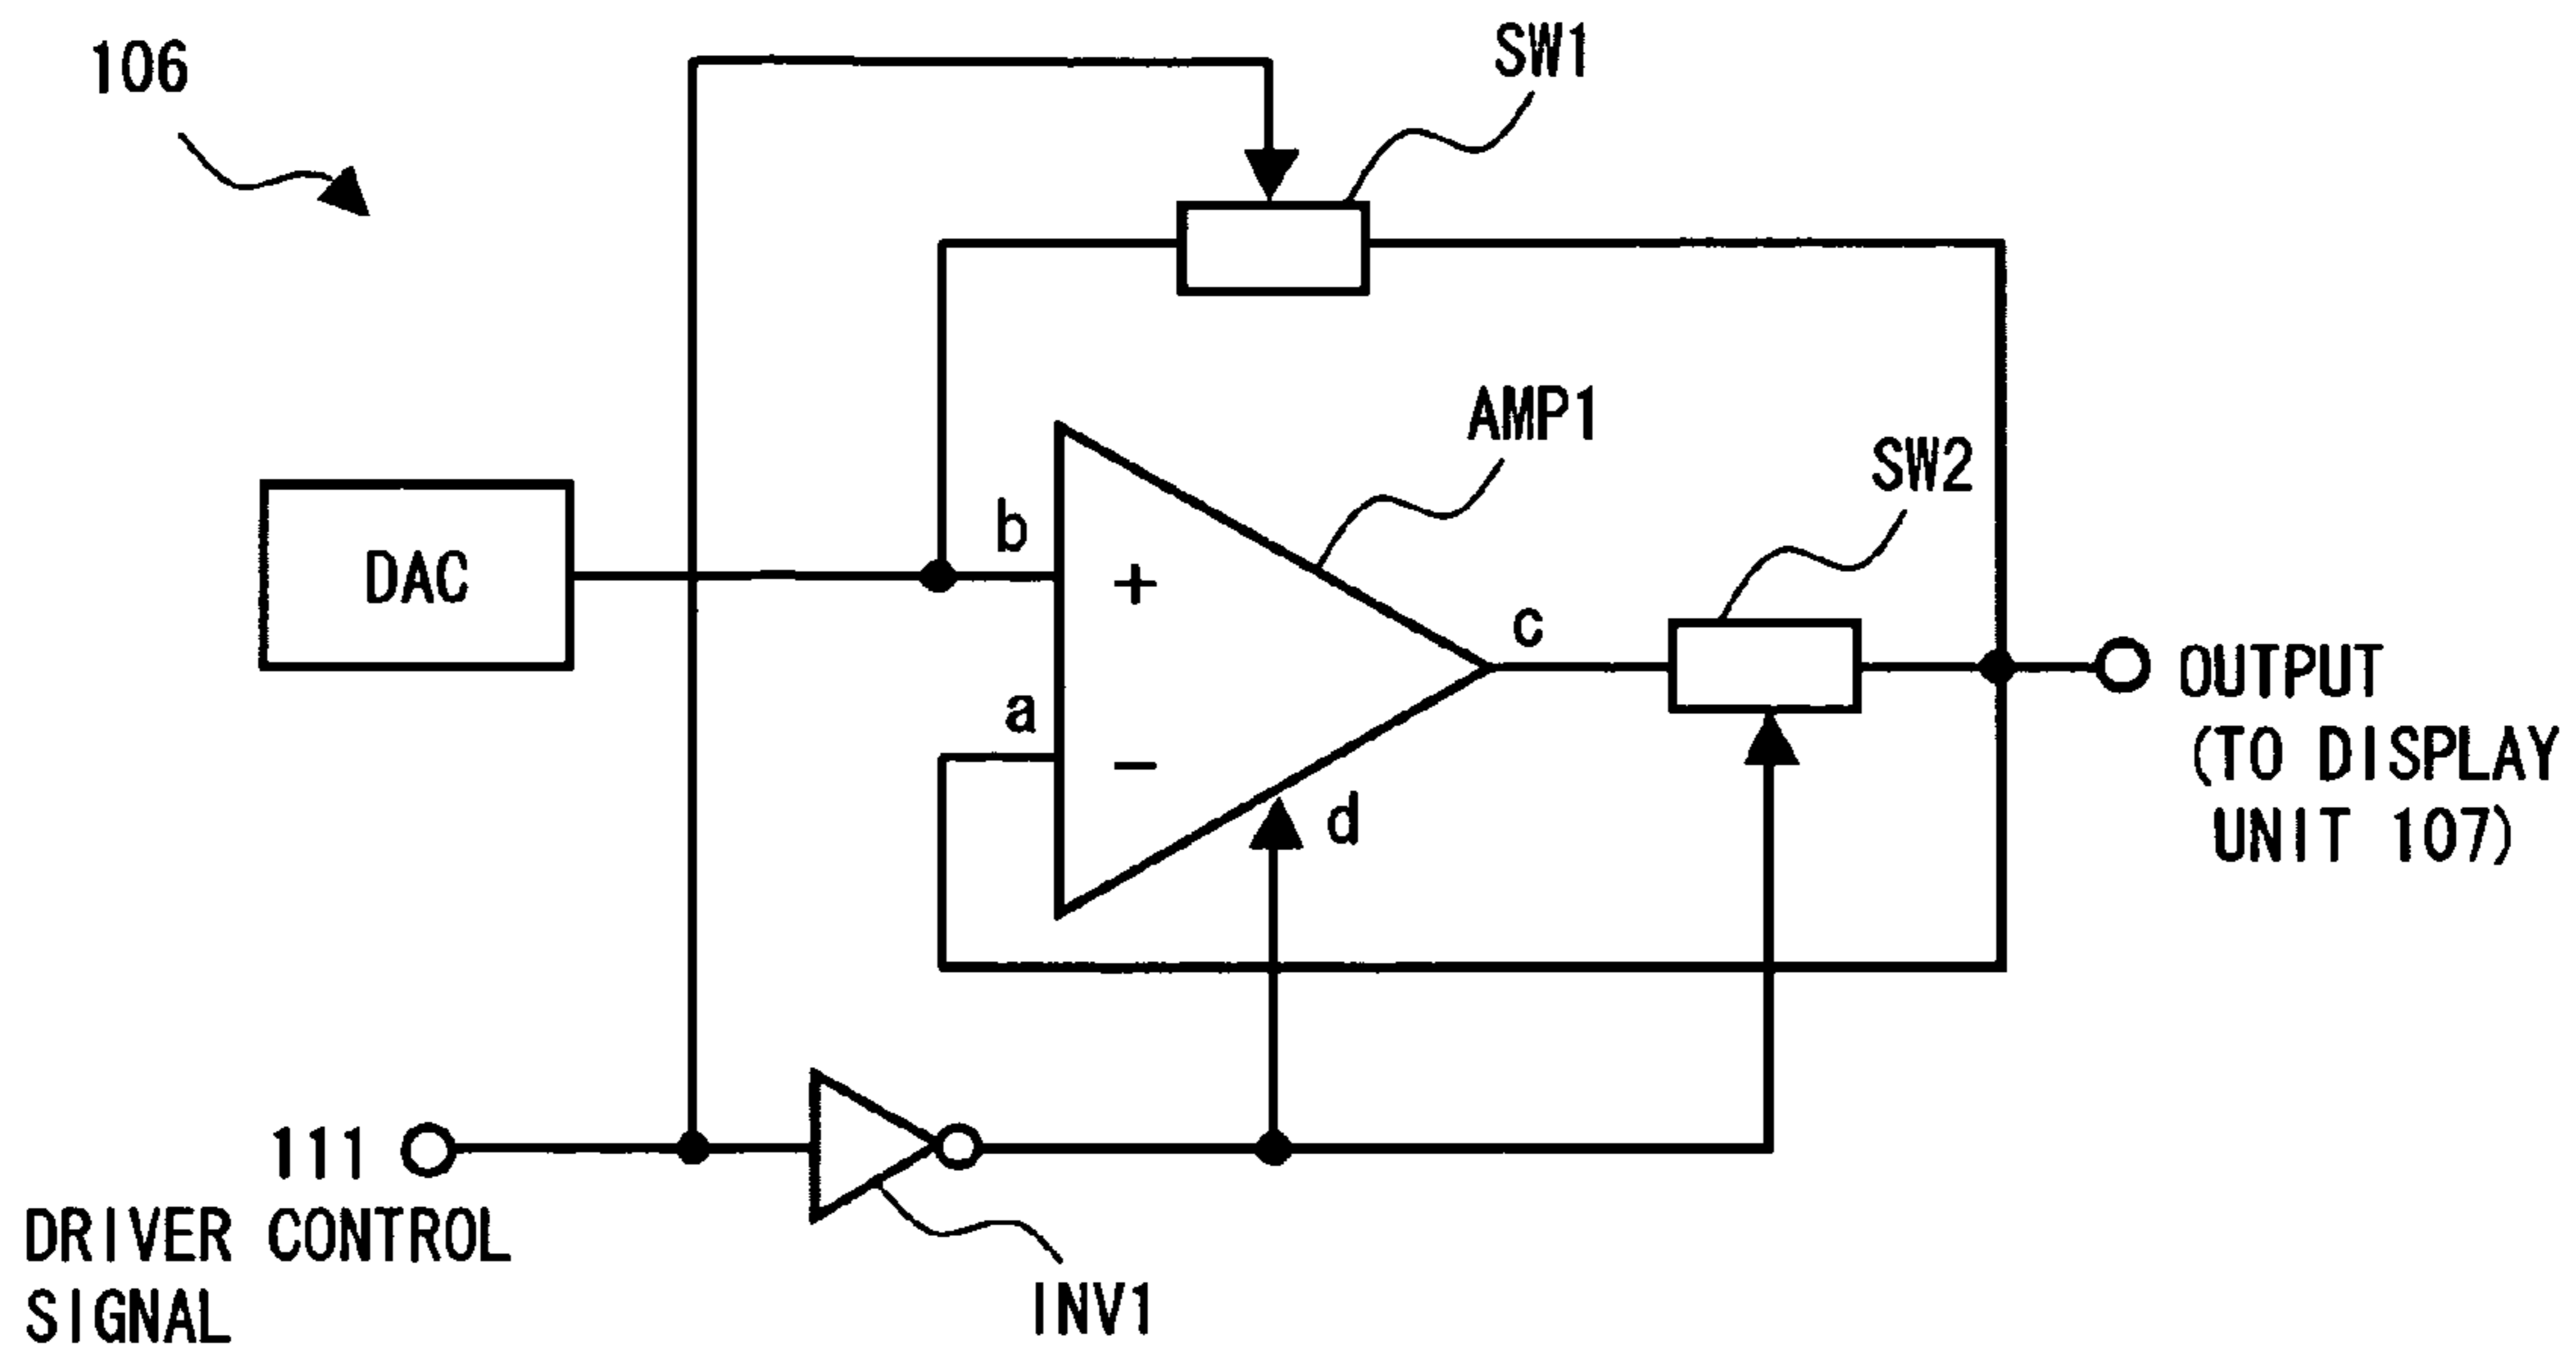 106
SW1
AMP1
SW2
DAC
b
+
c
a
-
d
OUTPUT
(TO DISPLAY
UNIT 107)
111
DRIVER CONTROL
SIGNAL
INV1